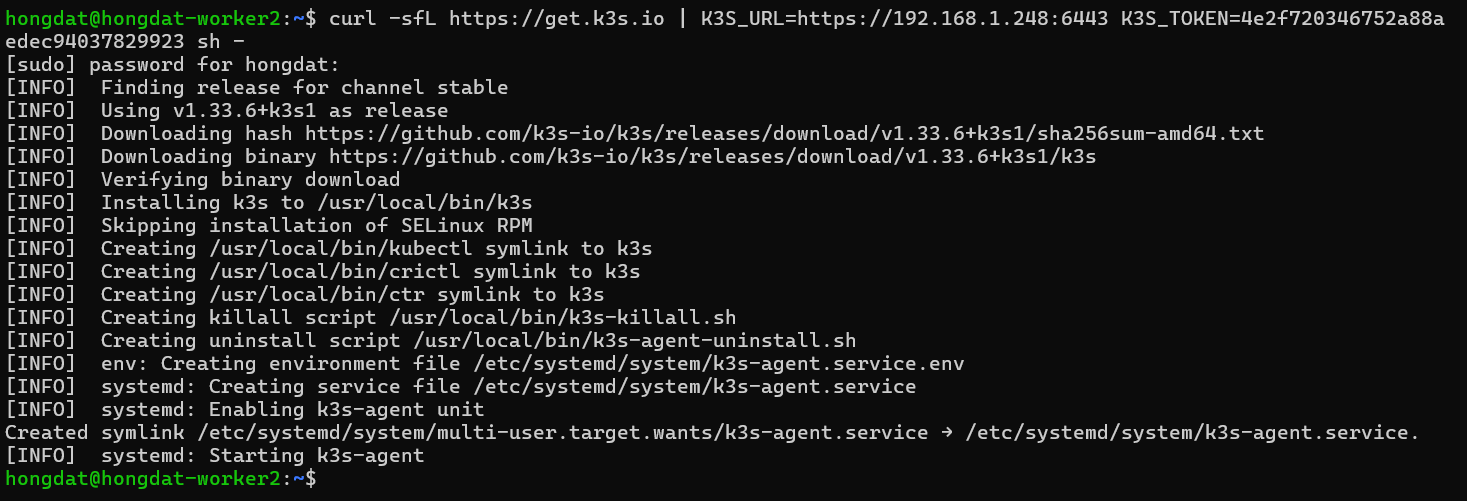 hongdat@hongdat-worker2:~$ curl -sfL https://get.k3s.io | K3S_URL=https://192.168.1.248:6443 K3S_TOKEN=4e2f720346752a88a
edec94037829923 sh -
[sudo] password for hongdat:
[INFO]  Finding release for channel stable
[INFO]  Using v1.33.6+k3s1 as release
[INFO]  Downloading hash https://github.com/k3s-io/k3s/releases/download/v1.33.6+k3s1/sha256sum-amd64.txt
[INFO]  Downloading binary https://github.com/k3s-io/k3s/releases/download/v1.33.6+k3s1/k3s
[INFO]  Verifying binary download
[INFO]  Installing k3s to /usr/local/bin/k3s
[INFO]  Skipping installation of SELinux RPM
[INFO]  Creating /usr/local/bin/kubectl symlink to k3s
[INFO]  Creating /usr/local/bin/crictl symlink to k3s
[INFO]  Creating /usr/local/bin/ctr symlink to k3s
[INFO]  Creating killall script /usr/local/bin/k3s-killall.sh
[INFO]  Creating uninstall script /usr/local/bin/k3s-agent-uninstall.sh
[INFO]  env: Creating environment file /etc/systemd/system/k3s-agent.service.env
[INFO]  systemd: Creating service file /etc/systemd/system/k3s-agent.service
[INFO]  systemd: Enabling k3s-agent unit
Created symlink /etc/systemd/system/multi-user.target.wants/k3s-agent.service → /etc/systemd/system/k3s-agent.service.
[INFO]  systemd: Starting k3s-agent
hongdat@hongdat-worker2:~$